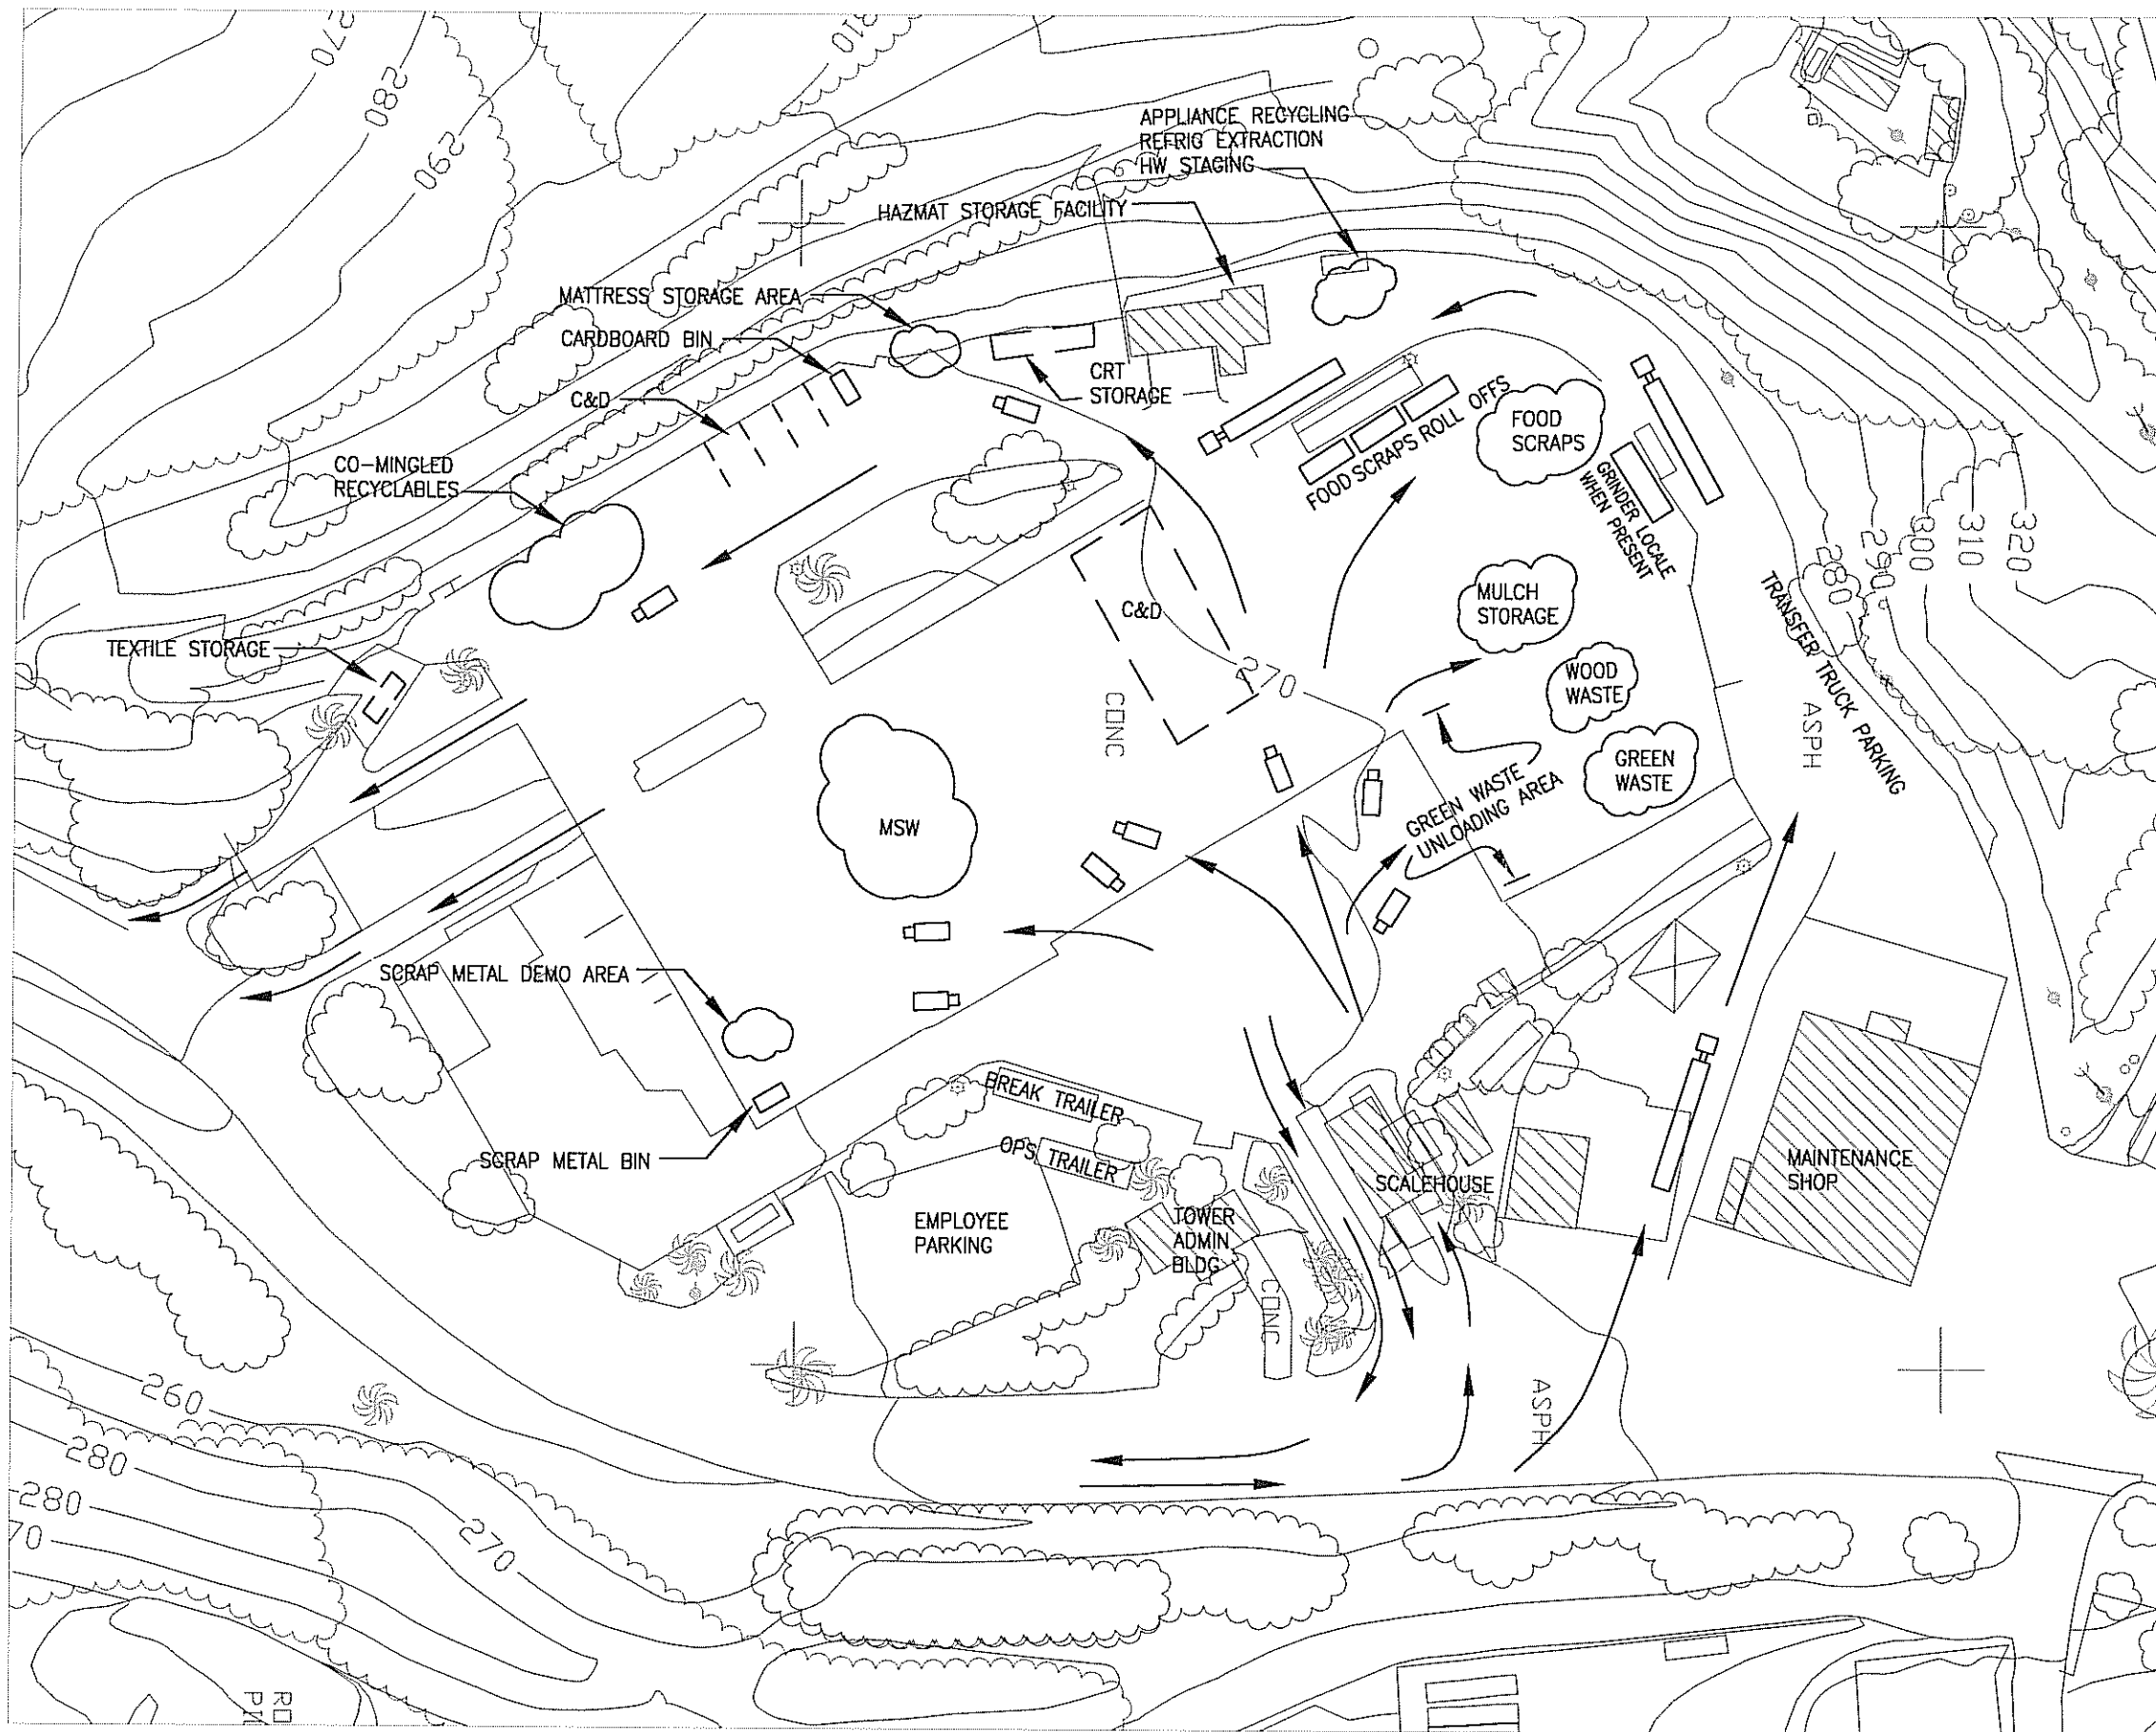 270
280
290
310
APPLIANCE RECYCLING
REFRIG EXTRACTION
HW STAGING
HAZMAT STORAGE FACILITY
MATTRESS STORAGE AREA
CARDBOARD BIN
C&D
CRT
STORAGE
CO-MINGLED
RECYCLABLES
FOOD SCRAPS ROLL OFFS
FOOD
SCRAPS
GRINDER LOCALE
WHEN PRESENT
280
290
300
310
320
TRANSFER TRUCK PARKING
ASPH
MULCH
STORAGE
C&D
TEXTILE STORAGE
270
WOOD
WASTE
CONC
GREEN
WASTE
GREEN WASTE
UNLOADING AREA
MSW
SCRAP METAL DEMO AREA
BREAK TRAILER
OPS TRAILER
SCRAP METAL BIN
SCALEHOUSE
MAINTENANCE
SHOP
EMPLOYEE
PARKING
TOWER
ADMIN
BLDG
CONC
ASPH
260
280
280
70
270